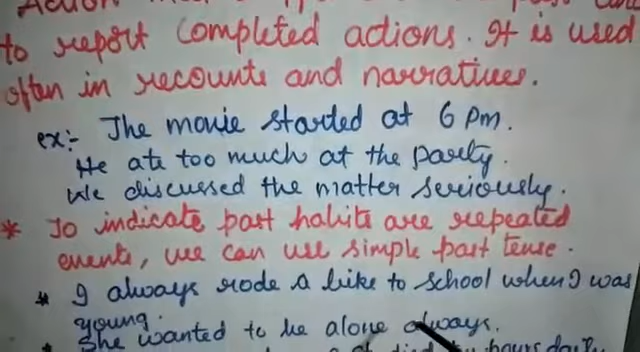 Action
to report completed actions. It is used
often in recounts and narratives.
ex:- The movie started at 6 pm.
He ate too much at the party.
We discussed the matter seriously.
* To indicate past habits are repeated
events, we can use simple past tense.
* I always rode a bike to school when I was
young.
* She wanted to be alone always.
hours daily